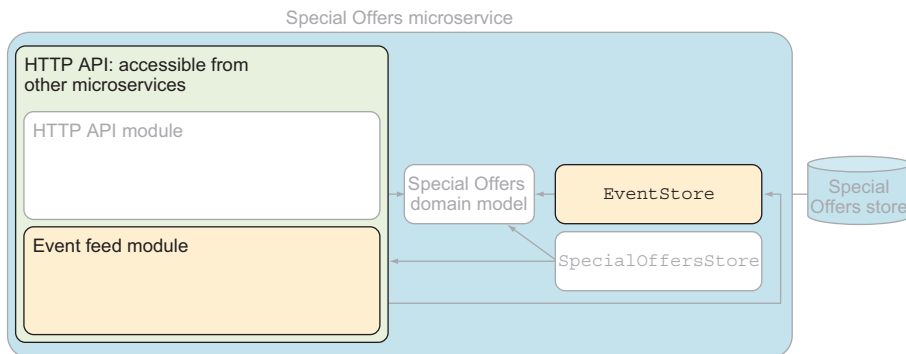 Special Offers microservice
HTTP API: accessible from
other microservices
HTTP API module
Event feed module
Special Offers
domain model
EventStore
SpecialOffersStore
Special
Offers store